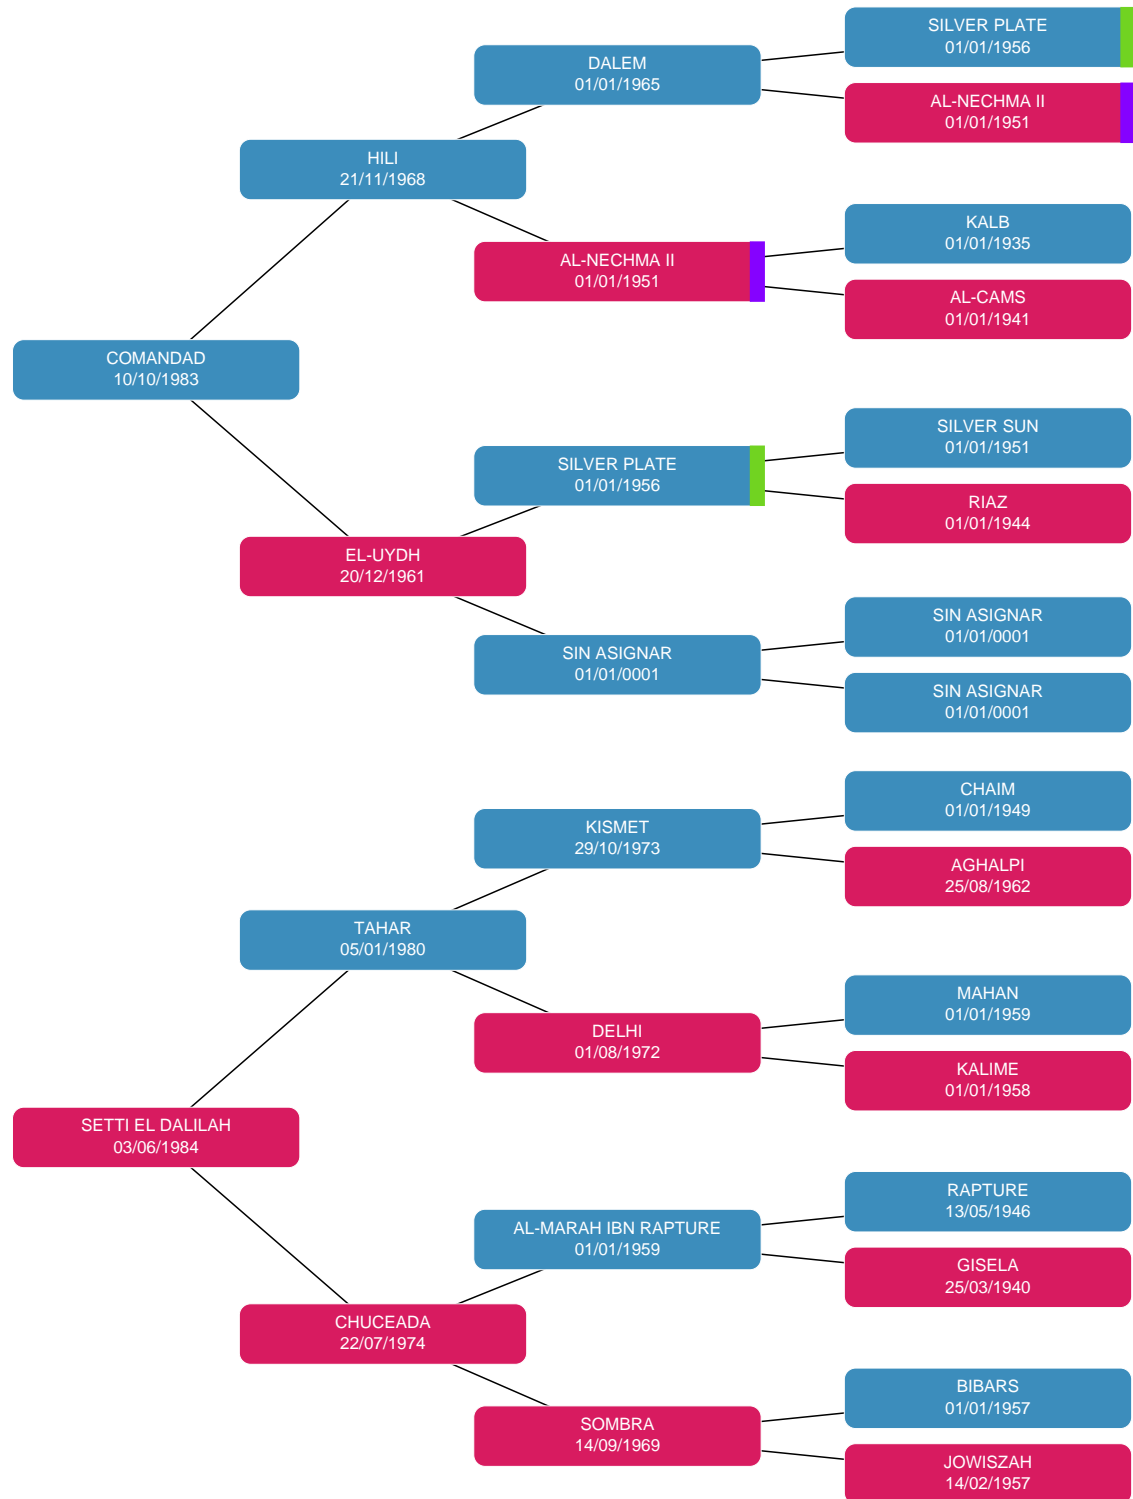 SILVER PLATE
01/01/1956
DALEM
01/01/1965
AL-NECHMA II
01/01/1951
HILI
21/11/1968
KALB
01/01/1935
AL-NECHMA II
01/01/1951
AL-CAMS
01/01/1941
COMANDAD
10/10/1983
SILVER SUN
01/01/1951
SILVER PLATE
01/01/1956
RIAZ
01/01/1944
EL-UYDH
20/12/1961
SIN ASIGNAR
01/01/0001
SIN ASIGNAR
01/01/0001
SIN ASIGNAR
01/01/0001
CHAIM
01/01/1949
KISMET
29/10/1973
AGHALPI
25/08/1962
TAHAR
05/01/1980
MAHAN
01/01/1959
DELHI
01/08/1972
KALIME
01/01/1958
SETTI EL DALILAH
03/06/1984
RAPTURE
13/05/1946
AL-MARAH IBN RAPTURE
01/01/1959
GISELA
25/03/1940
CHUCEADA
22/07/1974
BIBARS
01/01/1957
SOMBRA
14/09/1969
JOWISZAH
14/02/1957